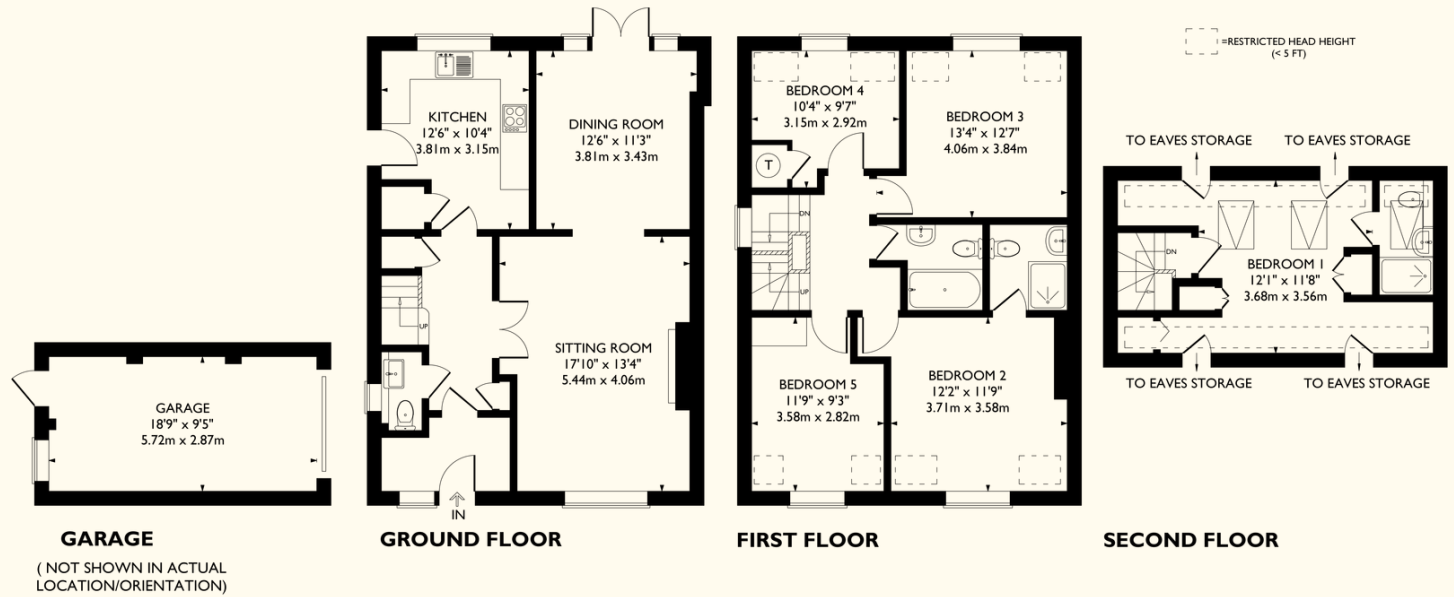 =RESTRICTED HEAD HEIGHT
(< 5 FT)
GARAGE
18'9" x 9'5"
5.72m x 2.87m
GARAGE
( NOT SHOWN IN ACTUAL
LOCATION/ORIENTATION)
KITCHEN
12'6" x 10'4"
3.81m x 3.15m
DINING ROOM
12'6" x 11'3"
3.81m x 3.43m
UP
SITTING ROOM
17'10" x 13'4"
5.44m x 4.06m
IN
GROUND FLOOR
BEDROOM 4
10'4" x 9'7"
3.15m x 2.92m
BEDROOM 3
13'4" x 12'7"
4.06m x 3.84m
T
DN
UP
BEDROOM 5
11'9" x 9'3"
3.58m x 2.82m
BEDROOM 2
12'2" x 11'9"
3.71m x 3.58m
FIRST FLOOR
TO EAVES STORAGE
TO EAVES STORAGE
DN
BEDROOM 1
12'1" x 11'8"
3.68m x 3.56m
TO EAVES STORAGE
TO EAVES STORAGE
SECOND FLOOR